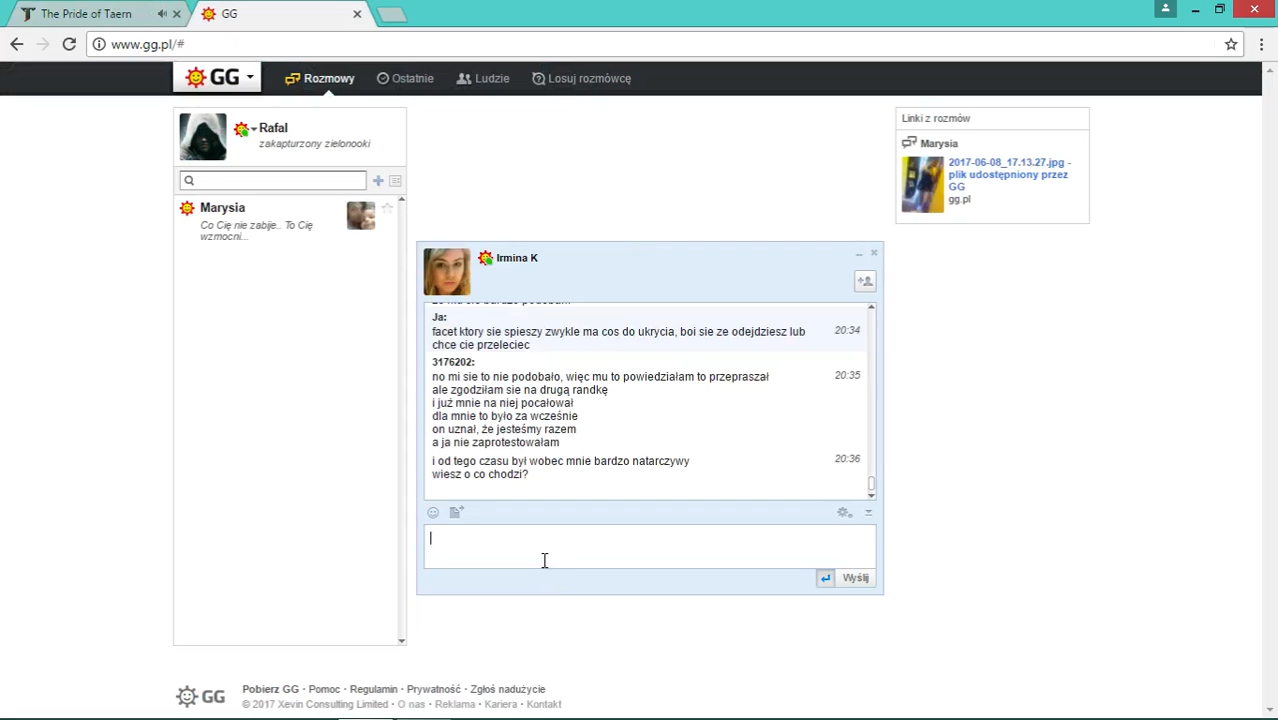 The Pride of Taern
GG
www.gg.pl/#
GG
Rozmowy
Ostatnie
Ludzie
Losuj rozmówcę
Rafal
zakapturzony zielonooki
Marysia
Co Cię nie zabije.. To Cię
wzmocni...
Irmina K
Ja:
facet ktory sie spieszy zwykle ma cos do ukrycia, boi sie ze odejdziesz lub
20:34
chce cie przeleciec
3176202:
no mi sie to nie podobało, więc mu to powiedziałam to przepraszał
20:35
ale zgodziłam sie na drugą randkę
i już mnie na niej pocałował
dla mnie to było za wcześnie
on uznał, że jesteśmy razem
a ja nie zaprotestowałam
i od tego czasu był wobec mnie bardzo natarczywy
20:36
wiesz o co chodzi?
Wyślij
Linki z rozmów
Marysia
2017-06-08_17.13.27.jpg -
plik udostępniony przez
GG
gg.pl
GG
Pobierz GG · Pomoc · Regulamin · Prywatność · Zgłoś nadużycie
© 2017 Xevin Consulting Limited · O nas · Reklama · Kariera · Kontakt